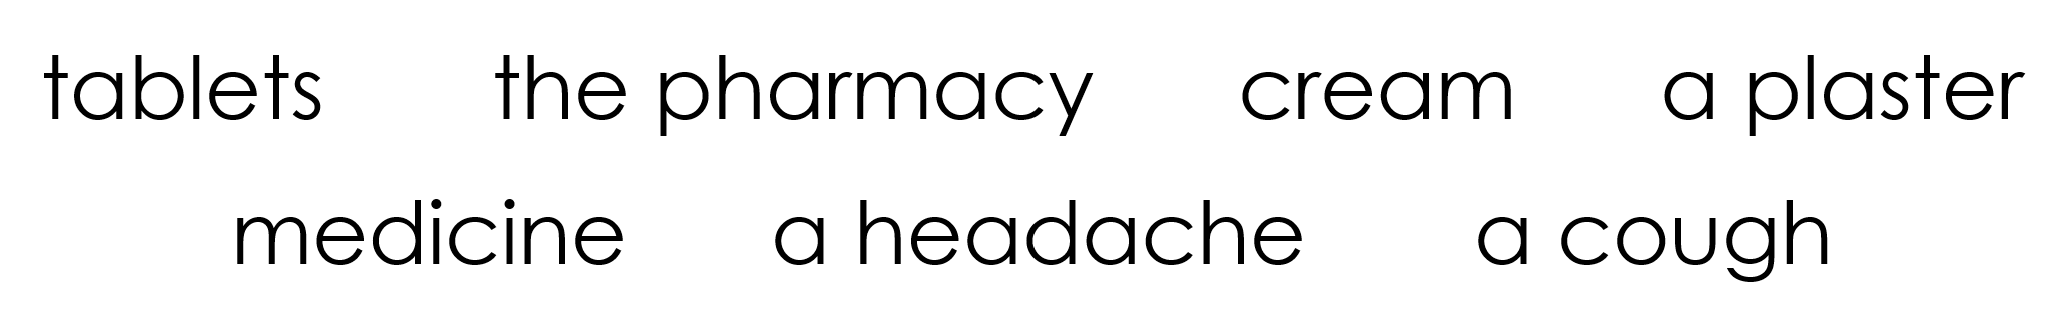 tablets the pharmacy cream a plaster
medicine a headache a cough